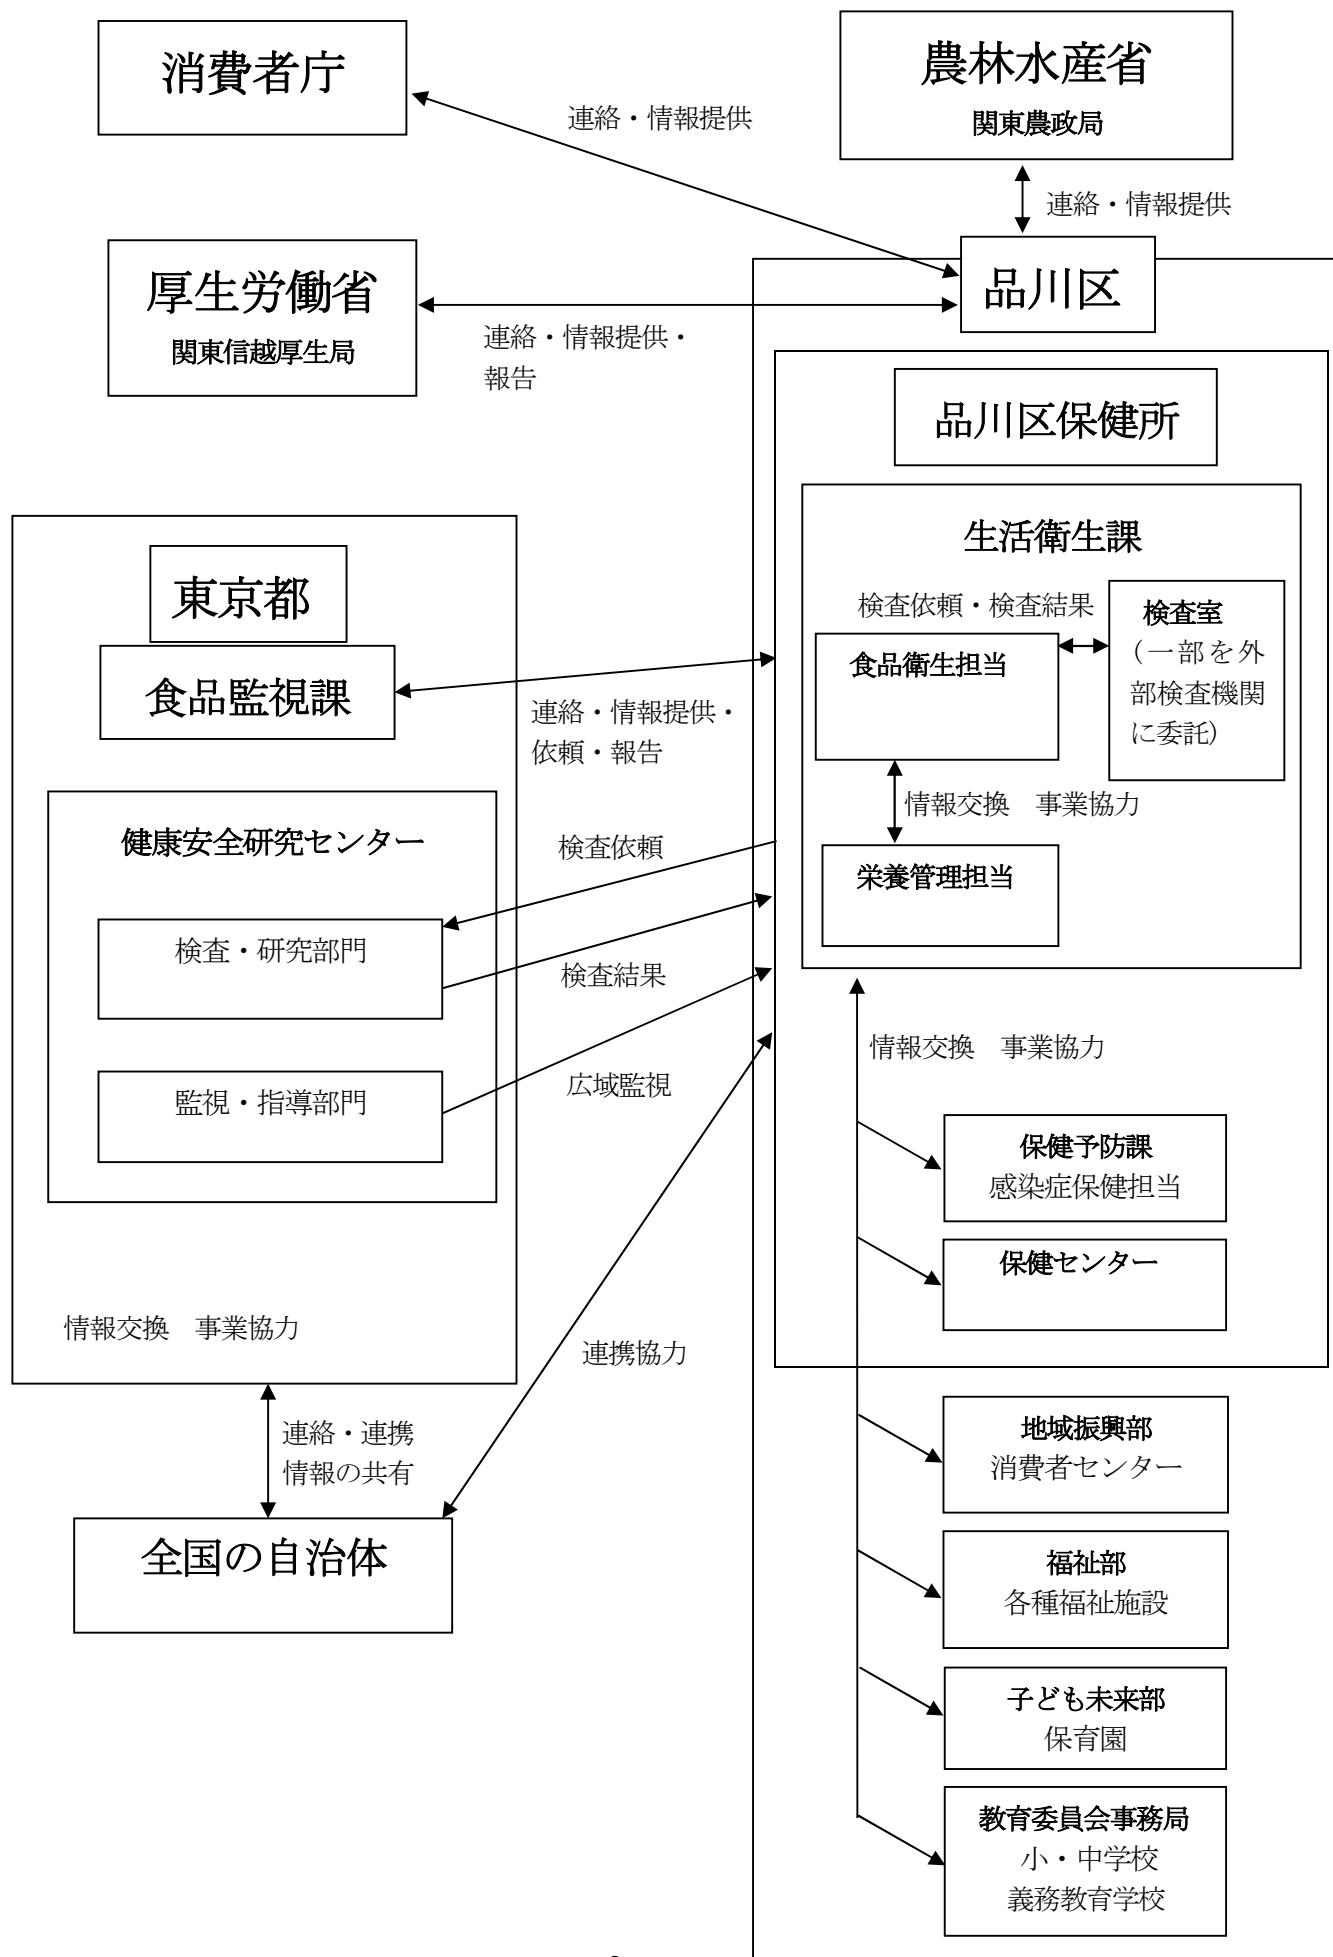 消費者庁
農林水産省
関東農政局
連絡・情報提供
連絡・情報提供
品川区
厚生労働省
関東信越厚生局
連絡・情報提供・
報告
品川区保健所
生活衛生課
東京都
食品監視課
検査依頼・検査結果
検査室
(一部を外
部検査機関
に委託)
食品衛生担当
連絡・情報提供・
依頼・報告
情報交換　事業協力
栄養管理担当
健康安全研究センター
検査依頼
検査・研究部門
検査結果
監視・指導部門
広域監視
情報交換　事業協力
保健予防課
感染症保健担当
保健センター
情報交換　事業協力
連携協力
連絡・連携
情報の共有
全国の自治体
地域振興部
消費者センター
福祉部
各種福祉施設
子ども未来部
保育園
教育委員会事務局
小・中学校
義務教育学校